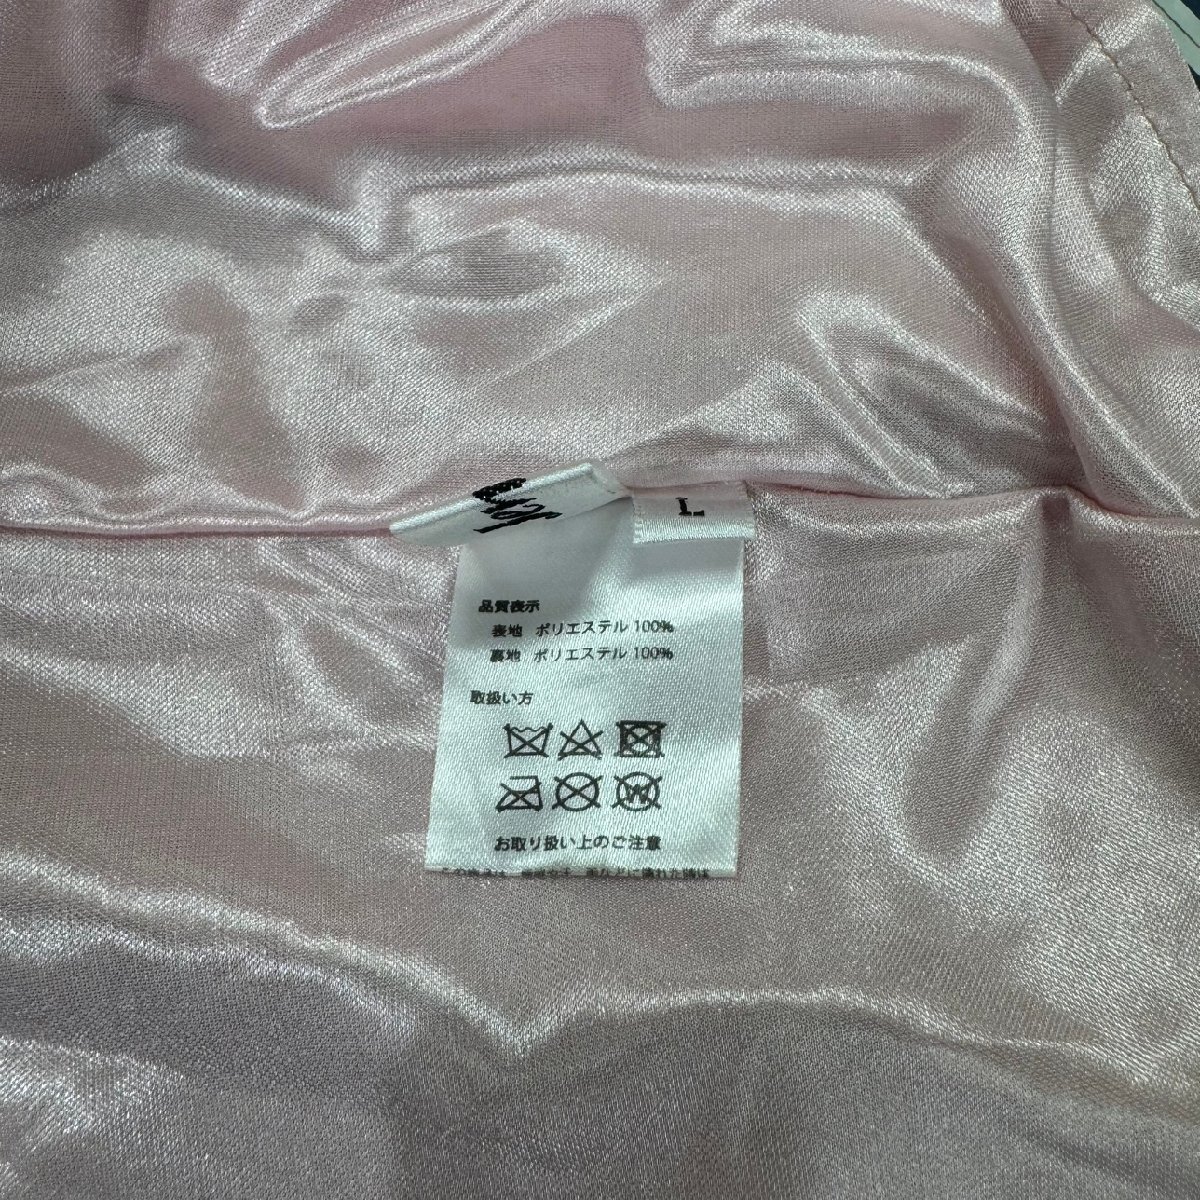 L
品質表示
表地 ポリエステル 100%
裏地 ポリエステル 100%
取扱い方
W
お取り扱い上のご注意